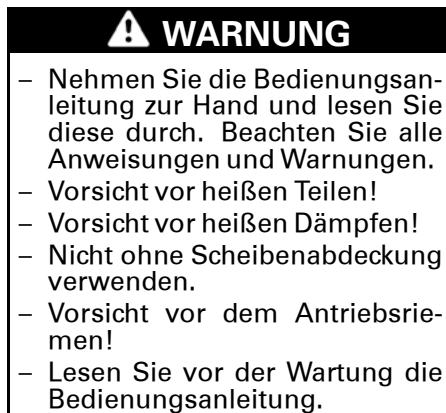 WARNUNG
– Nehmen Sie die Bedienungsan-
leitung zur Hand und lesen Sie
diese durch. Beachten Sie alle
Anweisungen und Warnungen.
– Vorsicht vor heißen Teilen!
– Vorsicht vor heißen Dämpfen!
– Nicht ohne Scheibenabdeckung
verwenden.
– Vorsicht vor dem Antriebsrie-
men!
– Lesen Sie vor der Wartung die
Bedienungsanleitung.